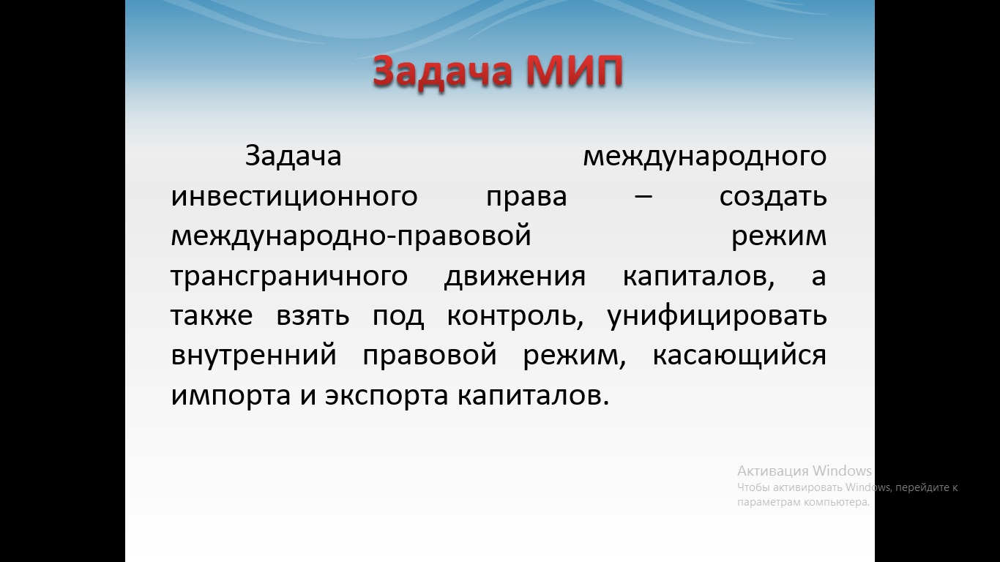 Задача МИП
Задача международного
инвестиционного права – создать
международно-правовой режим
трансграничного движения капиталов, а
также взять под контроль, унифицировать
внутренний правовой режим, касающийся
импорта и экспорта капиталов.
Активация Windows
Чтобы активировать Windows, перейдите к
параметрам компьютера.